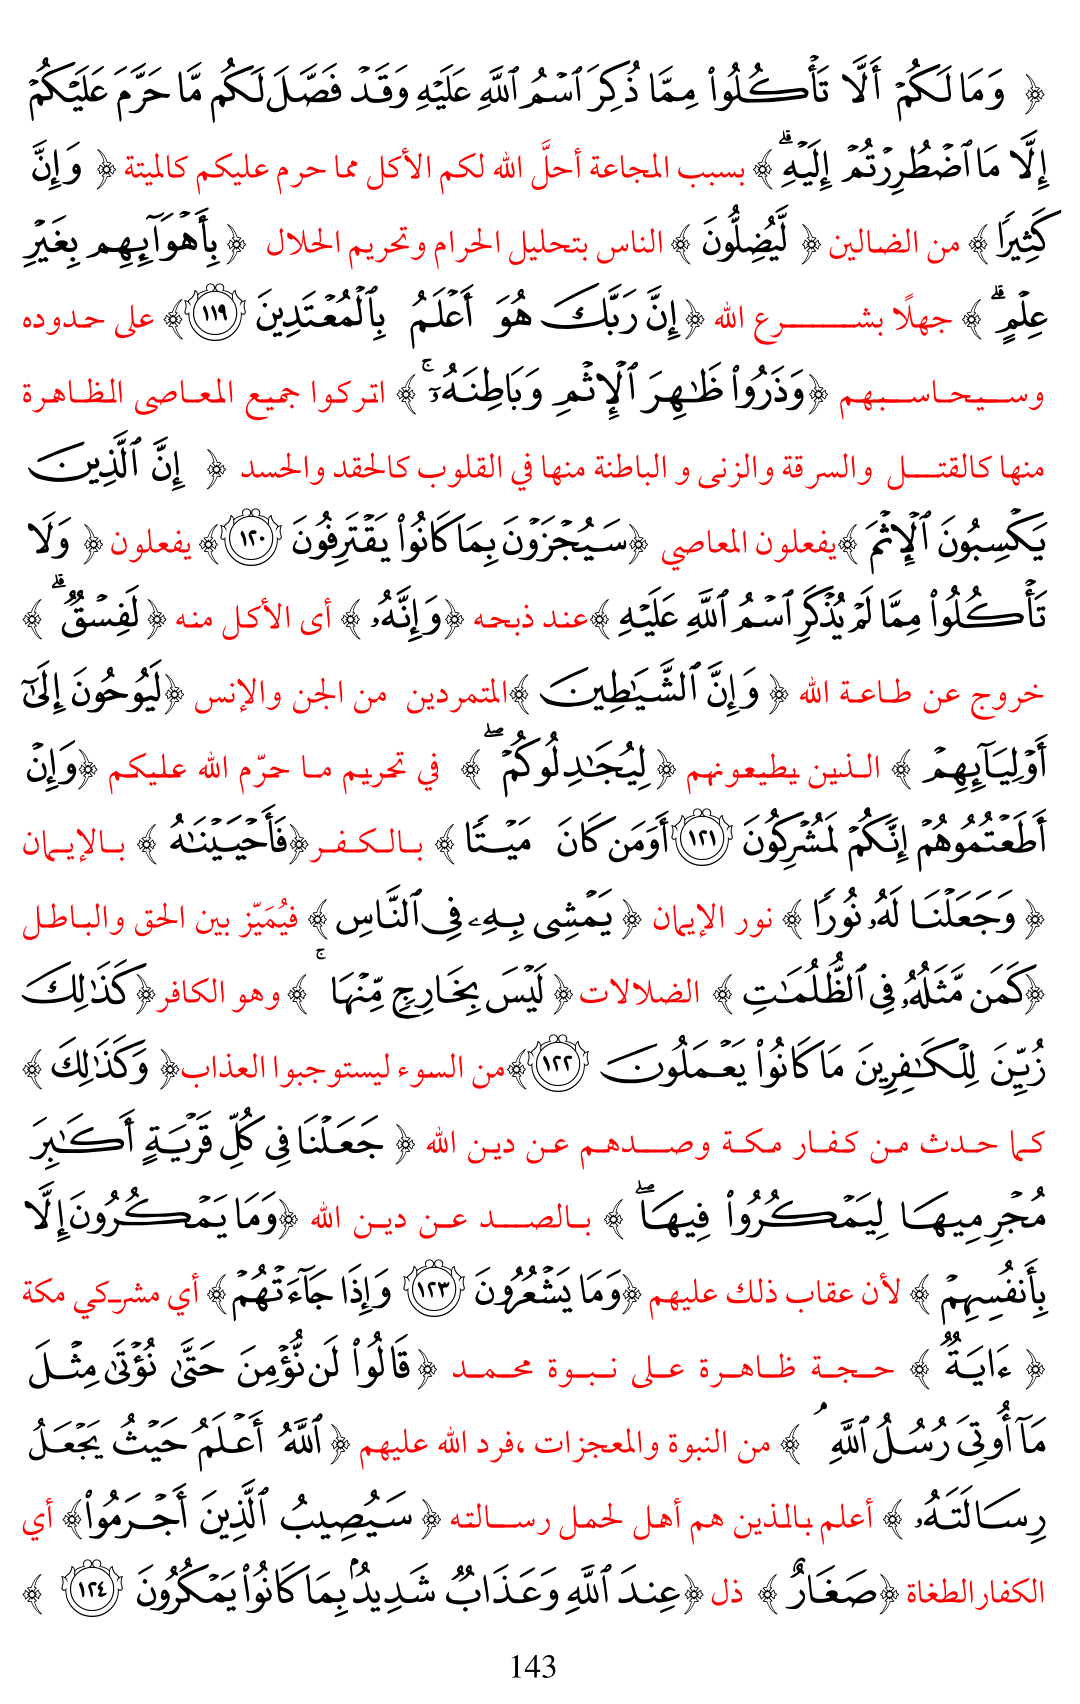 ﴿ وَمَا لَكُمۡ أَلَّا تَأۡكُلُواْ مِمَّا ذُكِرَ ٱسۡمُ ٱللَّهِ عَلَيۡهِ وَقَدۡ فَصَّلَ لَكُم مَّا حَرَّمَ عَلَيۡكُمۡ
إِلَّا مَا ٱضۡطُرِرۡتُمۡ إِلَيۡهِۗ ﴾ بسبب المجاعة أحلَّ الله لكم الأكل مما حرم عليكم كالميتة ﴿ وَإِنَّ
كَثِيرٗا ﴾ من الضالين ﴿ لَّيُضِلُّونَ ﴾ الناس بتحليل الحرام وتحريم الحلال ﴿ بِأَهۡوَآئِهِم بِغَيۡرِ
عِلۡمٍۗ ﴾ جهلًا بشرع الله ﴿ إِنَّ رَبَّكَ هُوَ أَعۡلَمُ بِٱلۡمُعۡتَدِينَ ١١٩ ﴾ على حدوده
وسيحاسبهم ﴿ وَذَرُواْ ظَٰهِرَ ٱلۡإِثۡمِ وَبَاطِنَهُۥٓۚ ﴾ اتركوا جميع المعاصى الظاهرة
منها كالقتل والسرقة والزنى و الباطنة منها في القلوب كالحقد والحسد ﴿ إِنَّ ٱلَّذِينَ
يَكۡسِبُونَ ٱلۡإِثۡمَ ﴾ يفعلون المعاصي ﴿ سَيُجۡزَوۡنَ بِمَا كَانُواْ يَقۡتَرِفُونَ ١٢٠ ﴾ يفعلون ﴿ وَلَا
تَأۡكُلُواْ مِمَّا لَمۡ يُذۡكَرِ ٱسۡمُ ٱللَّهِ عَلَيۡهِ ﴾ عند ذبحه ﴿ وَإِنَّهُۥ ﴾ أى الأكل منه ﴿ لَفِسۡقٞۗ ﴾
خروج عن طاعة الله ﴿ وَإِنَّ ٱلشَّيَٰطِينَ ﴾ المتمردين من الجن والإنس ﴿ لَيُوحُونَ إِلَىٰٓ
أَوۡلِيَآئِهِمۡ ﴾ الذين يطيعونهم ﴿ لِيُجَٰدِلُوكُمۡۖ ﴾ في تحريم ما حرّم الله عليكم ﴿ وَإِنۡ
أَطَعۡتُمُوهُمۡ إِنَّكُمۡ لَمُشۡرِكُونَ ١٢١ أَوَمَن كَانَ مَيۡتٗا ﴾ بالكفر ﴿ فَأَحۡيَيۡنَٰهُ ﴾ بالإيمان
﴿ وَجَعَلۡنَا لَهُۥ نُورٗا ﴾ نور الإيمان ﴿ يَمۡشِي بِهِۦ فِي ٱلنَّاسِ ﴾ فيُمَيّز بين الحق والباطل
﴿ كَمَن مَّثَلُهُۥ فِي ٱلظُّلُمَٰتِ ﴾ الضلالات ﴿ لَيۡسَ بِخَارِجٖ مِّنۡهَاۚ ﴾ وهو الكافر ﴿ كَذَٰلِكَ
زُيِّنَ لِلۡكَٰفِرِينَ مَا كَانُواْ يَعۡمَلُونَ ١٢٢ ﴾ من السوء ليستوجبوا العذاب ﴿ وَكَذَٰلِكَ ﴾
كما حدث من كفار مكة وصدهم عن دين الله ﴿ جَعَلۡنَا فِي كُلِّ قَرۡيَةٍ أَكَٰبِرَ
مُجۡرِمِيهَا لِيَمۡكُرُواْ فِيهَاۖ ﴾ بالصد عن دين الله ﴿ وَمَا يَمۡكُرُونَ إِلَّا
بِأَنفُسِهِمۡ ﴾ لأن عقاب ذلك عليهم ﴿ وَمَا يَشۡعُرُونَ ١٢٣ وَإِذَا جَآءَتۡهُمۡ ﴾ أي مشركي مكة
﴿ ءَايَةٞ ﴾ حجة ظاهرة على نبوة محمد ﴿ قَالُواْ لَن نُّؤۡمِنَ حَتَّىٰ نُؤۡتَىٰ مِثۡلَ
مَآ أُوتِيَ رُسُلُ ٱللَّهِۘ ﴾ من النبوة والمعجزات ،فرد الله عليهم ﴿ ٱللَّهُ أَعۡلَمُ حَيۡثُ يَجۡعَلُ
رِسَالَتَهُۥ ﴾ أعلم بالذين هم أهل لحمل رسالته ﴿ سَيُصِيبُ ٱلَّذِينَ أَجۡرَمُواْ ﴾ أي
الكفار الطغاة ﴿ صَغَارٌ ﴾ ذل ﴿ عِندَ ٱللَّهِ وَعَذَابٞ شَدِيدُۢ بِمَا كَانُواْ يَمۡكُرُونَ ١٢٤ ﴾
143